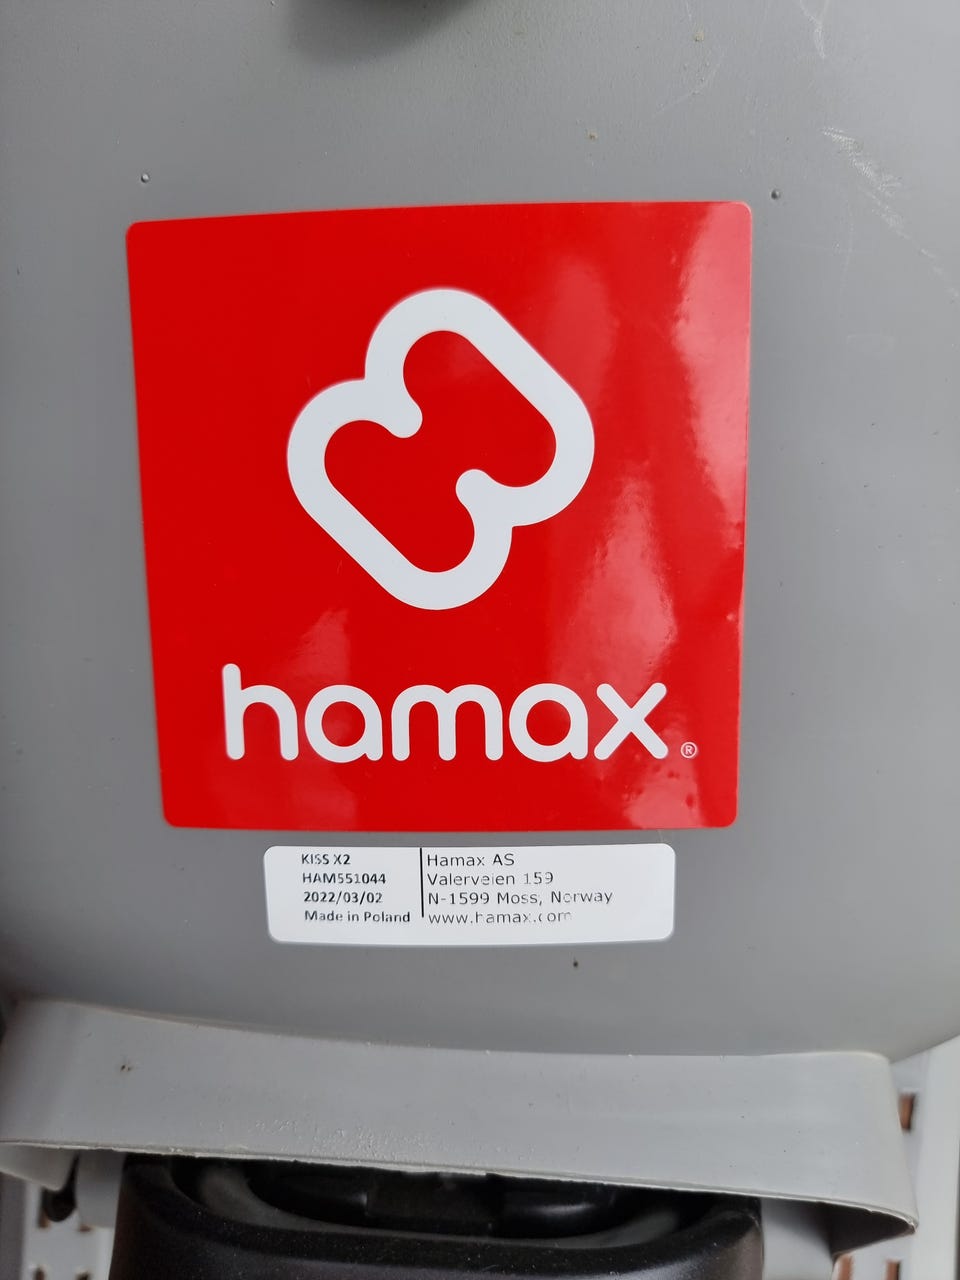 hamax®
KISS X2
HAM551044
2022/03/02
Made in Poland
Hamax AS
Valerveien 159
N-1599 Moss, Norway
www.hamax.com